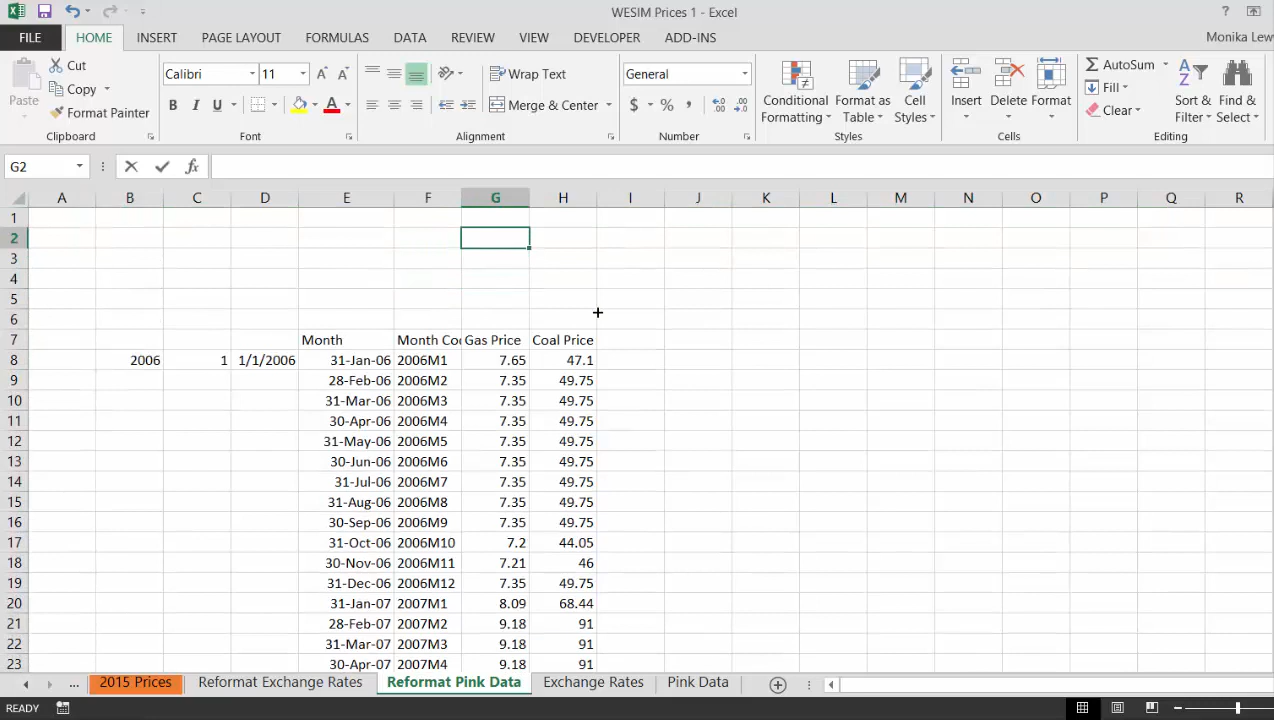 WESIM Prices 1 - Excel
FILE HOME INSERT PAGE LAYOUT FORMULAS DATA REVIEW VIEW DEVELOPER ADD-INS Monika Lew
Cut
Copy
Format Painter
Paste
Clipboard
Calibri 11
B I U
Font
Wrap Text
Merge & Center
Alignment
General
$ % ,
Number
Conditional Formatting
Format as Table
Cell Styles
Styles
Insert Delete Format
Cells
AutoSum
Fill
Clear
Sort & Filter
Find & Select
Editing
G2 fx
A B C D E F G H I J K L M N O P Q R
1
2
3
4
5
6
7 Month Month Co Gas Price Coal Price
8 2006 1 1/1/2006 31-Jan-06 2006M1 7.65 47.1
9 28-Feb-06 2006M2 7.35 49.75
10 31-Mar-06 2006M3 7.35 49.75
11 30-Apr-06 2006M4 7.35 49.75
12 31-May-06 2006M5 7.35 49.75
13 30-Jun-06 2006M6 7.35 49.75
14 31-Jul-06 2006M7 7.35 49.75
15 31-Aug-06 2006M8 7.35 49.75
16 30-Sep-06 2006M9 7.35 49.75
17 31-Oct-06 2006M10 7.2 44.05
18 30-Nov-06 2006M11 7.21 46
19 31-Dec-06 2006M12 7.35 49.75
20 31-Jan-07 2007M1 8.09 68.44
21 28-Feb-07 2007M2 9.18 91
22 31-Mar-07 2007M3 9.18 91
23 30-Apr-07 2007M4 9.18 91
... 2015 Prices Reformat Exchange Rates Reformat Pink Data Exchange Rates Pink Data
READY